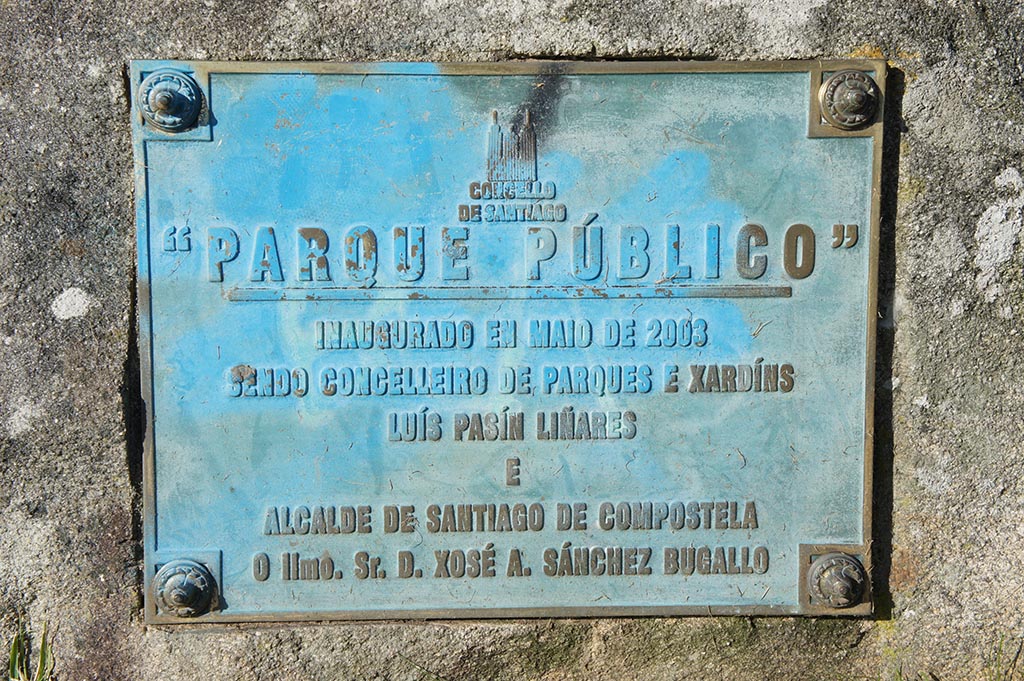 CONCELLO
DE SANTIAGO
“PARQUE PÚBLICO”
INAUGURADO EN MAIO DE 2003
SENDO CONCELLEIRO DE PARQUES E XARDÍNS
LUÍS PASÍN LIÑARES
E
ALCALDE DE SANTIAGO DE COMPOSTELA
O Ilmo. Sr. D. XOSÉ A. SÁNCHEZ BUGALLO